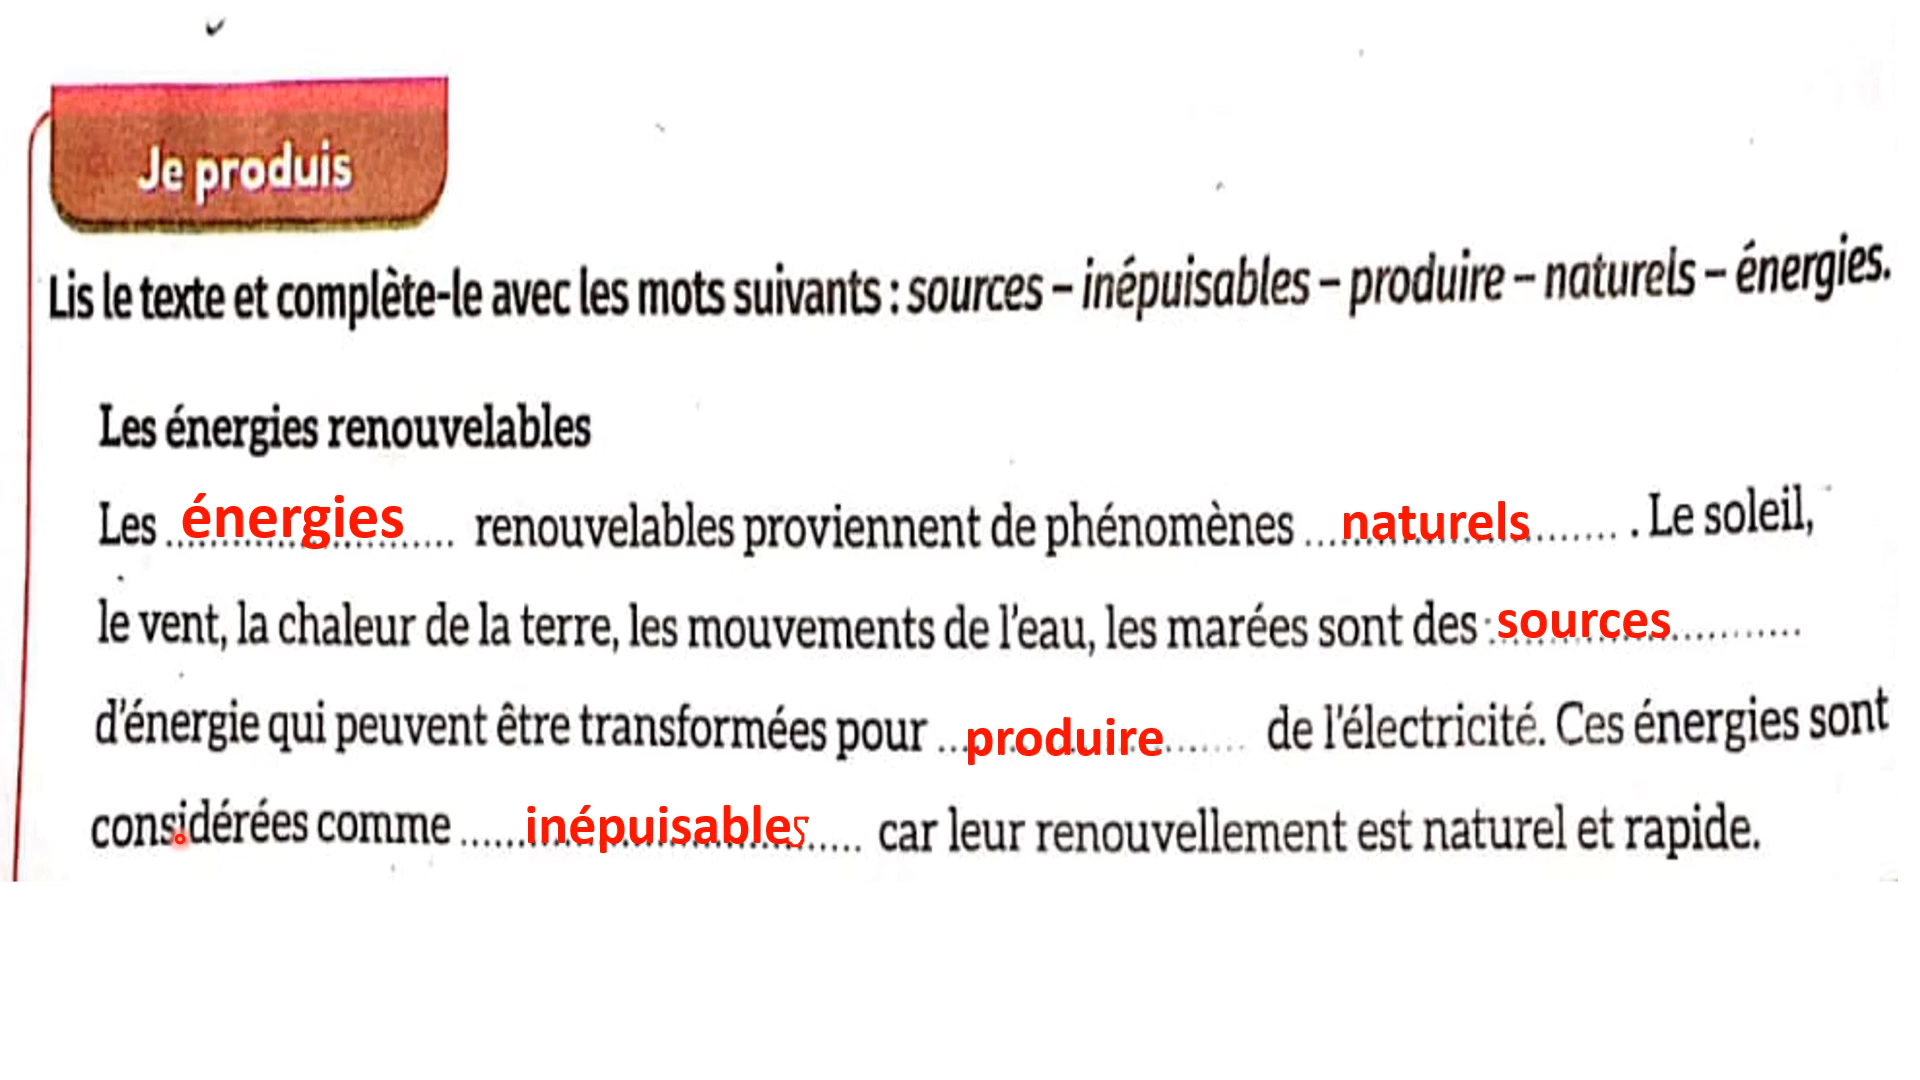 Je produis
Lis le texte et complète-le avec les mots suivants : sources – inépuisables – produire – naturels – énergies.
Les énergies renouvelables
Les ... énergies ... renouvelables proviennent de phénomènes ... naturels ... . Le soleil,
le vent, la chaleur de la terre, les mouvements de l'eau, les marées sont des ... sources ...
d'énergie qui peuvent être transformées pour ... produire ... de l'électricité. Ces énergies sont
considérées comme ... inépuisables ... car leur renouvellement est naturel et rapide.